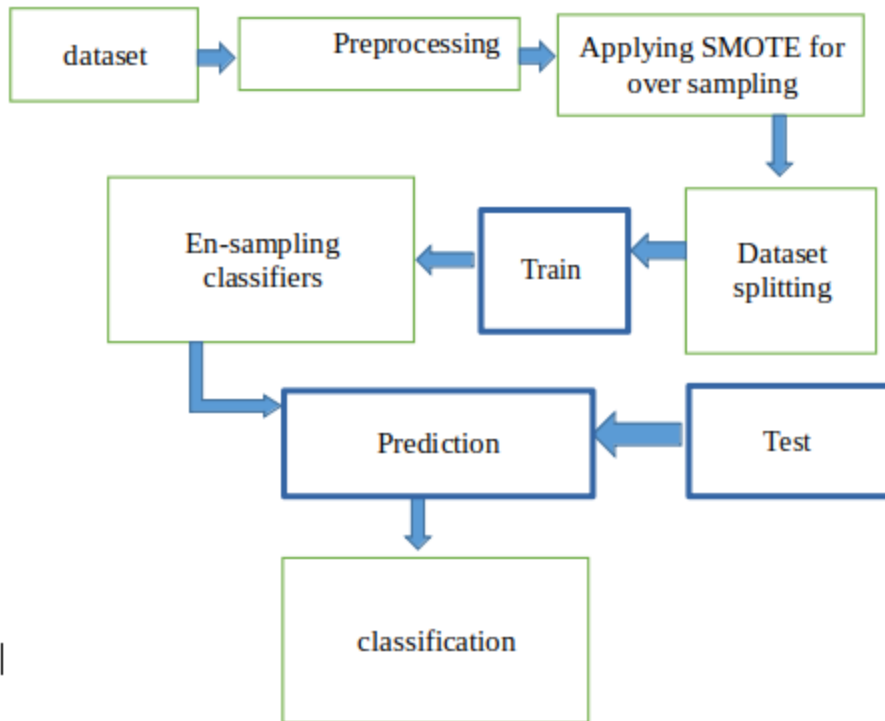 dataset
Preprocessing
Applying SMOTE for
over sampling
En-sampling
classifiers
Train
Dataset
splitting
Prediction
Test
classification